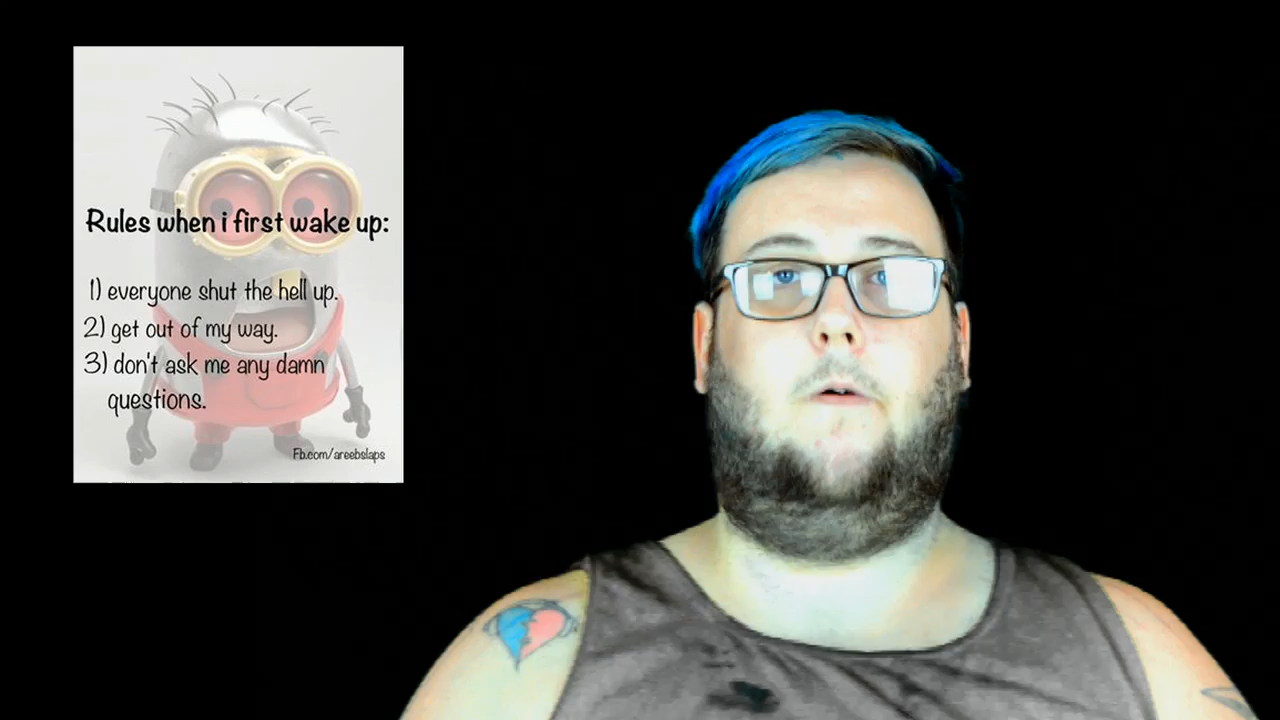 Rules when i first wake up:
1) everyone shut the hell up.
2) get out of my way.
3) don't ask me any damn
questions.
Fb.com/areebslaps